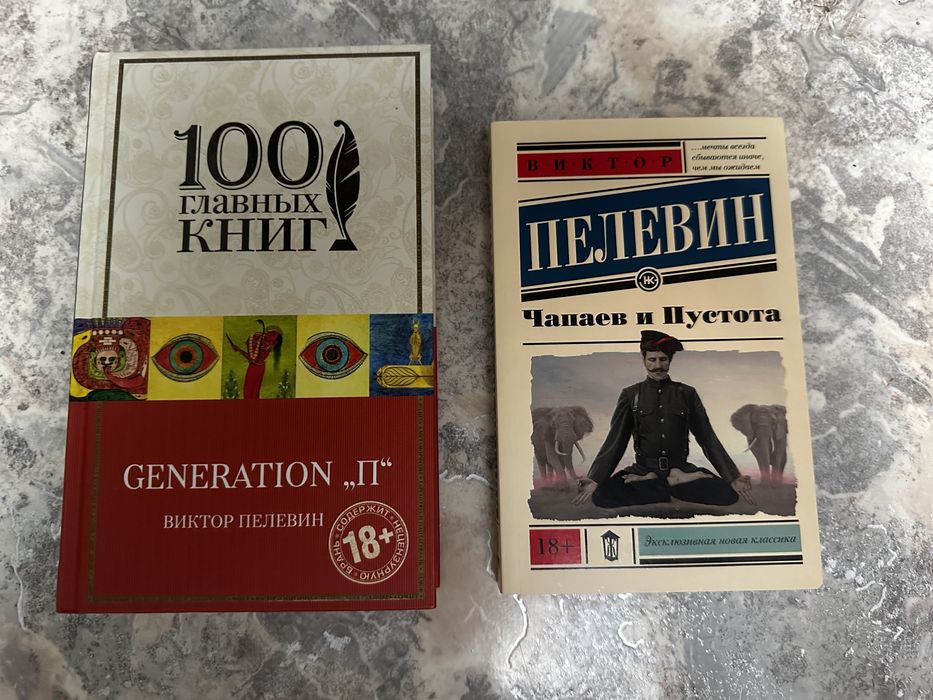 100
ГЛАВНЫХ
КНИГ
GENERATION „П“
ВИКТОР ПЕЛЕВИН
СОДЕРЖИТ НЕЦЕНЗУРНУЮ БРАНЬ
18+
ВИКТОР
...мечты всегда
сбываются иначе,
чем мы ожидаем
ПЕЛЕВИН
НК
Чапаев и Пустота
18+
Эксклюзивная новая классика